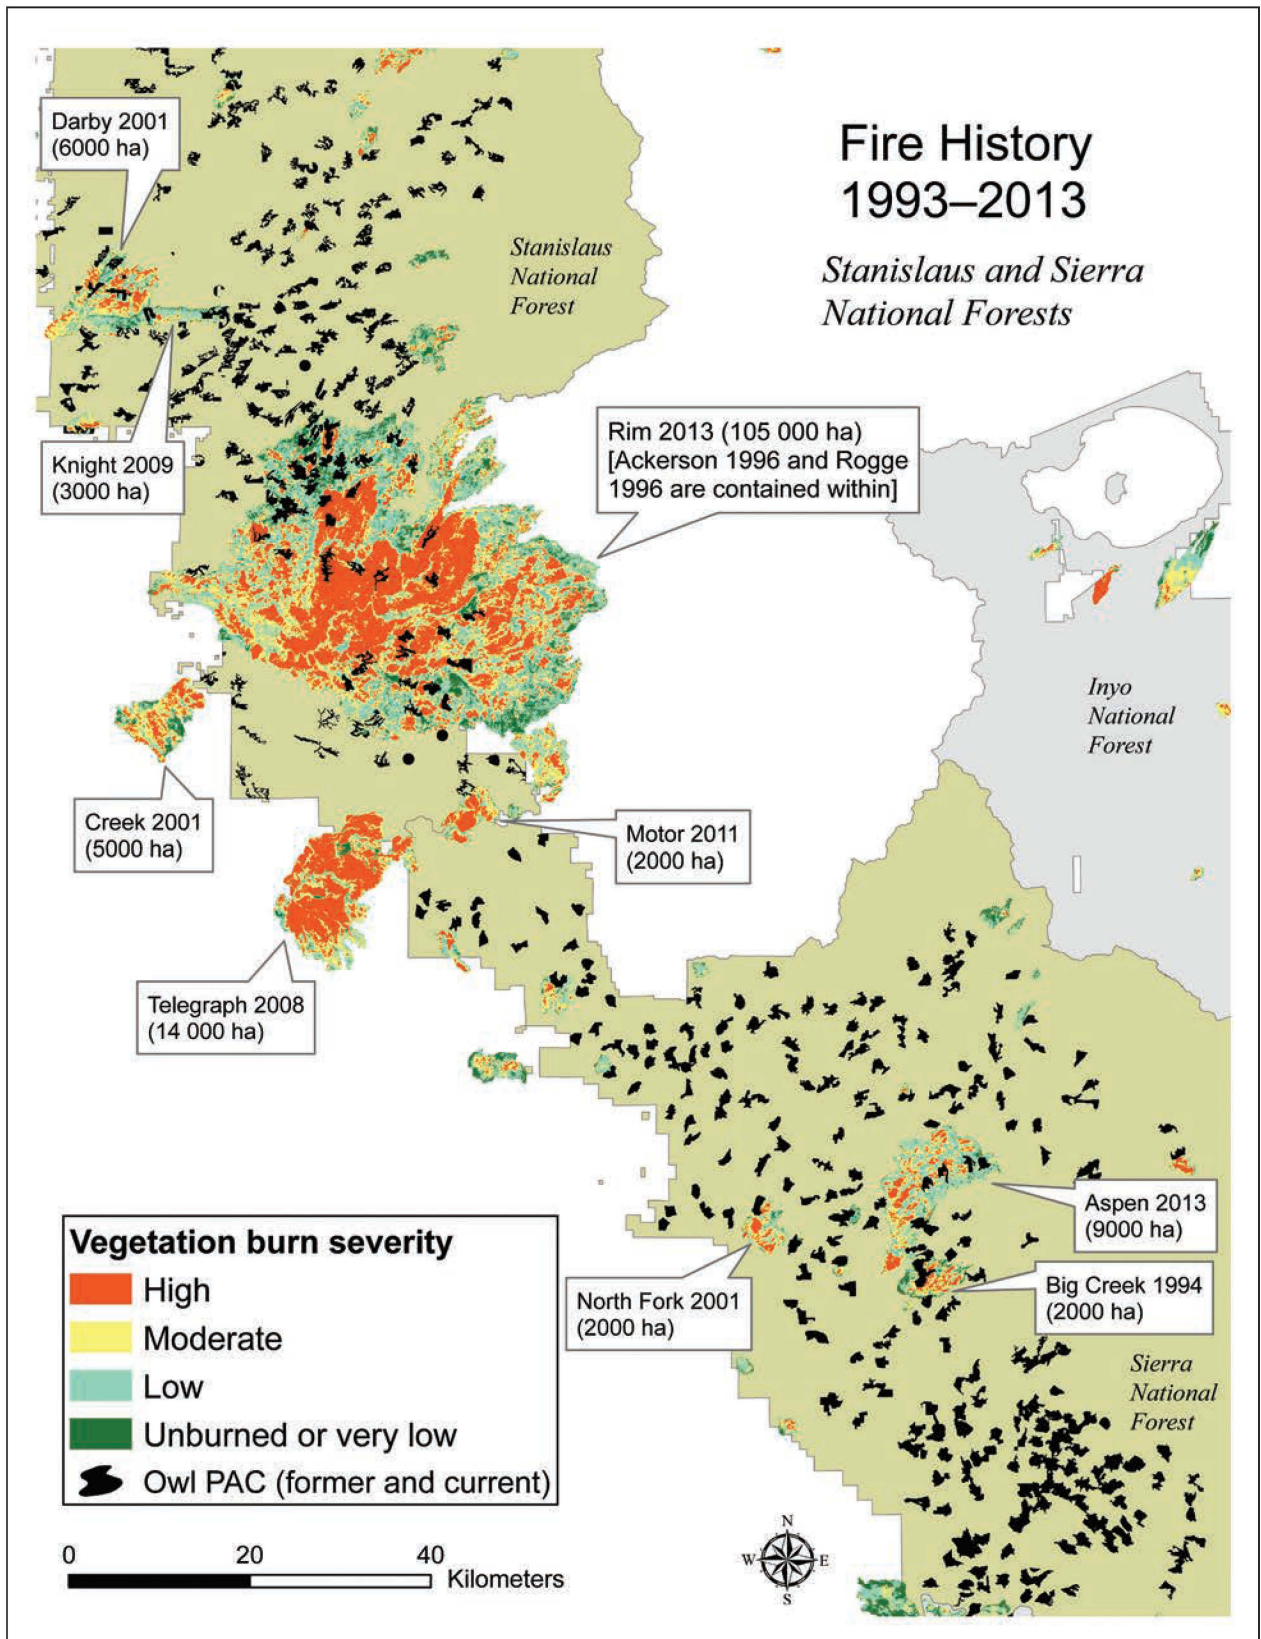 Fire History
1993–2013
Stanislaus and Sierra
National Forests
Darby 2001
(6000 ha)
Stanislaus
National
Forest
Knight 2009
(3000 ha)
Rim 2013 (105 000 ha)
[Ackerson 1996 and Rogge
1996 are contained within]
Inyo
National
Forest
Creek 2001
(5000 ha)
Motor 2011
(2000 ha)
Telegraph 2008
(14 000 ha)
Aspen 2013
(9000 ha)
North Fork 2001
(2000 ha)
Big Creek 1994
(2000 ha)
Sierra
National
Forest
Vegetation burn severity
High
Moderate
Low
Unburned or very low
Owl PAC (former and current)
0 20 40
Kilometers
N
W E
S